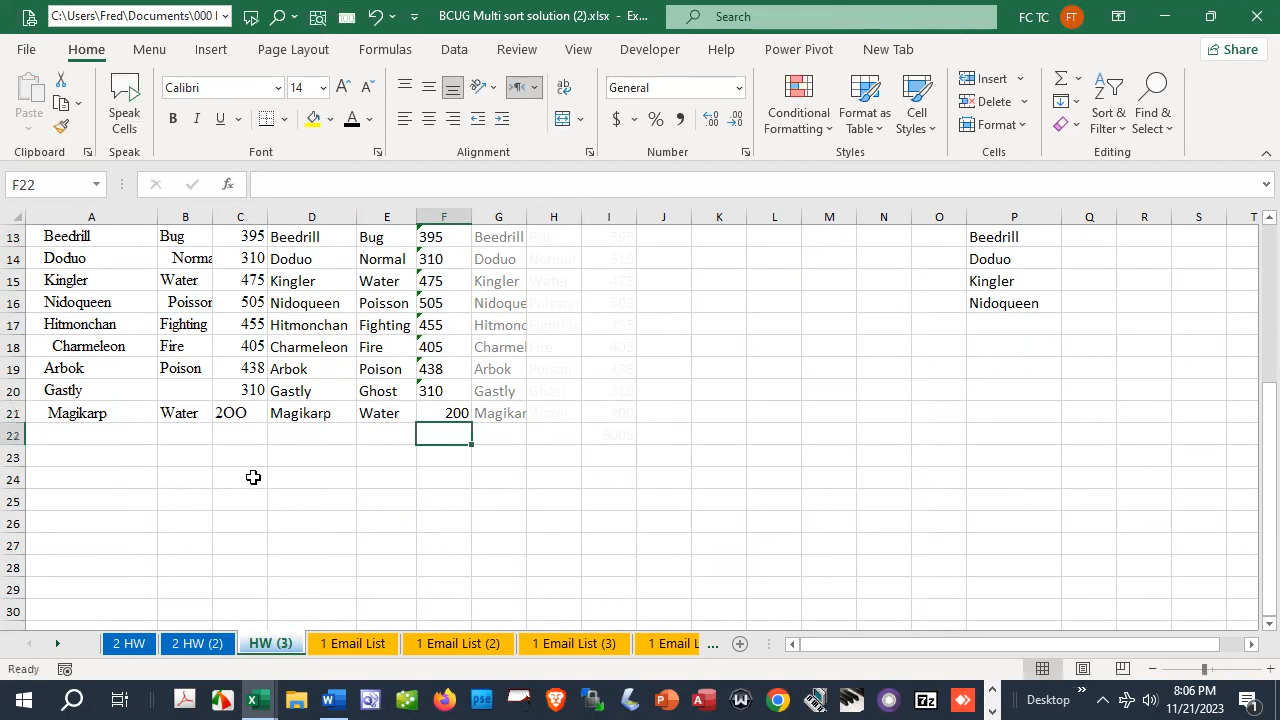 C:\Users\Fred\Documents\000
BCUG Multi sort solution (2).xlsx - Ex...
Search
FC TC
FT
File Home Menu Insert Page Layout Formulas Data Review View Developer Help Power Pivot New Tab
Share
Paste
Speak Cells
Calibri
14
General
Conditional Formatting
Format as Table
Cell Styles
Insert
Delete
Format
Sort & Filter
Find & Select
Clipboard Speak Font Alignment Number Styles Cells Editing
F22
fx
A B C D E F G H I J K L M N O P Q R S T
13 Beedrill Bug 395 Beedrill Bug 395 Beedrill Bug 395 Beedrill
14 Doduo Norma 310 Doduo Normal 310 Doduo Normal 310 Doduo
15 Kingler Water 475 Kingler Water 475 Kingler Water 475 Kingler
16 Nidoqueen Poisson 505 Nidoqueen Poisson 505 Nidoque Poisson 505 Nidoqueen
17 Hitmonchan Fighting 455 Hitmonchan Fighting 455 Hitmonc Fighting 455
18 Charmeleon Fire 405 Charmeleon Fire 405 Charmel Fire 405
19 Arbok Poison 438 Arbok Poison 438 Arbok Poison 438
20 Gastly 310 Gastly Ghost 310 Gastly Ghost 310
21 Magikarp Water 2OO Magikarp Water 200 Magikar Water 200
22 8005
23
24
25
26
27
28
29
30
2 HW 2 HW (2) HW (3) 1 Email List 1 Email List (2) 1 Email List (3) 1 Email L ...
Ready
Desktop
8:06 PM
11/21/2023
1